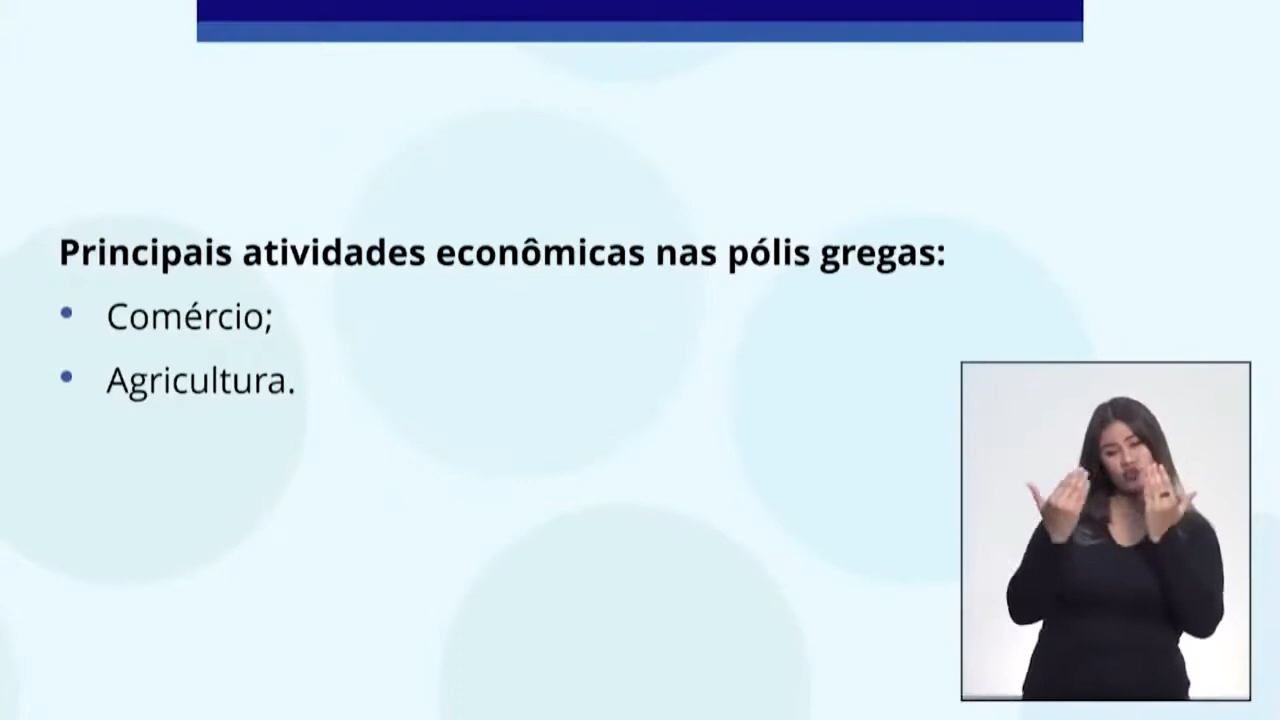 Principais atividades econômicas nas pólis gregas:
• Comércio;
• Agricultura.